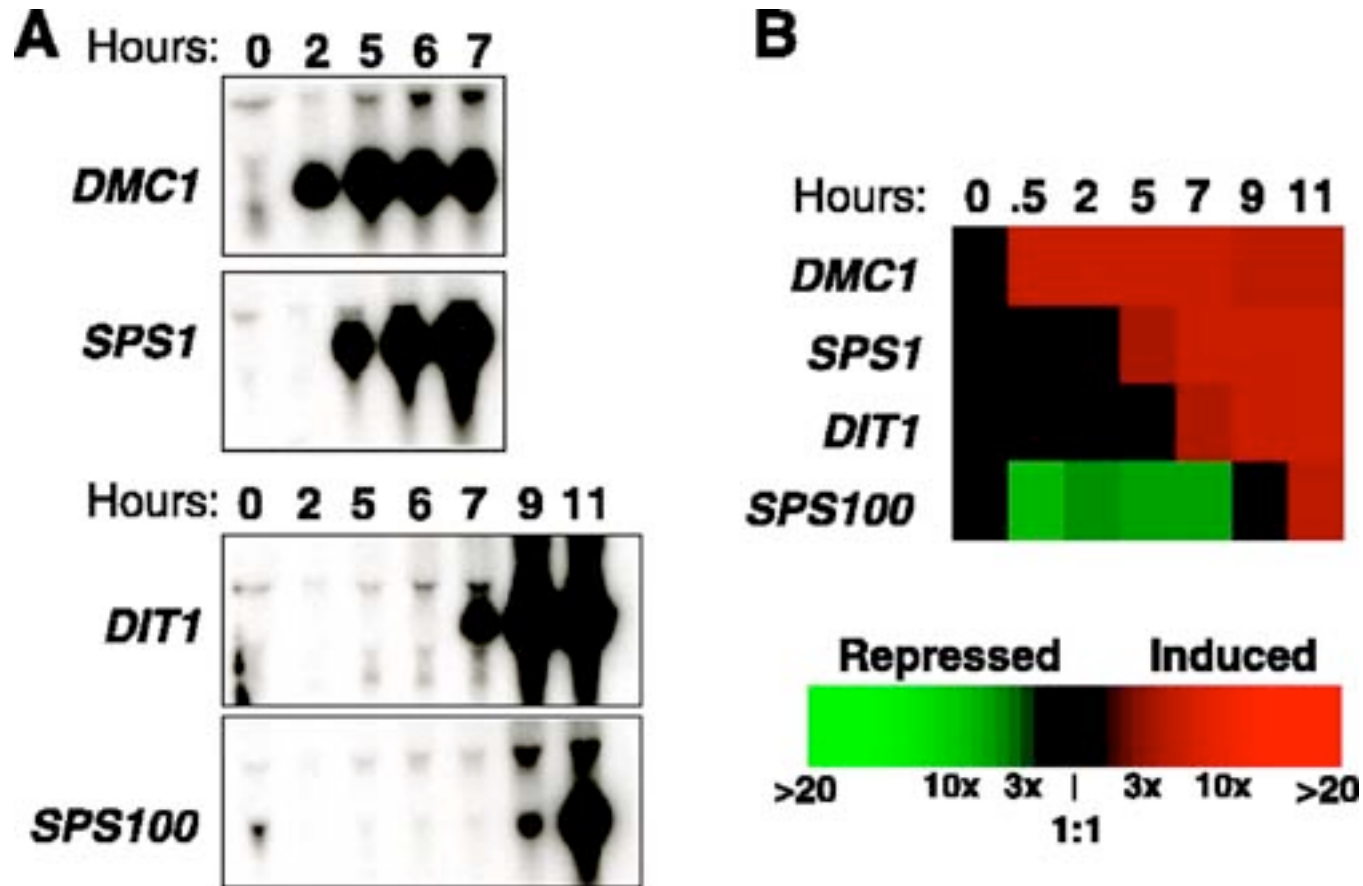 A
Hours: 0 2 5 6 7
DMC1
SPS1
Hours: 0 2 5 6 7 9 11
DIT1
SPS100
B
Hours: 0 .5 2 5 7 9 11
DMC1
SPS1
DIT1
SPS100
Repressed Induced
>20 10x 3x | 3x 10x >20
1:1